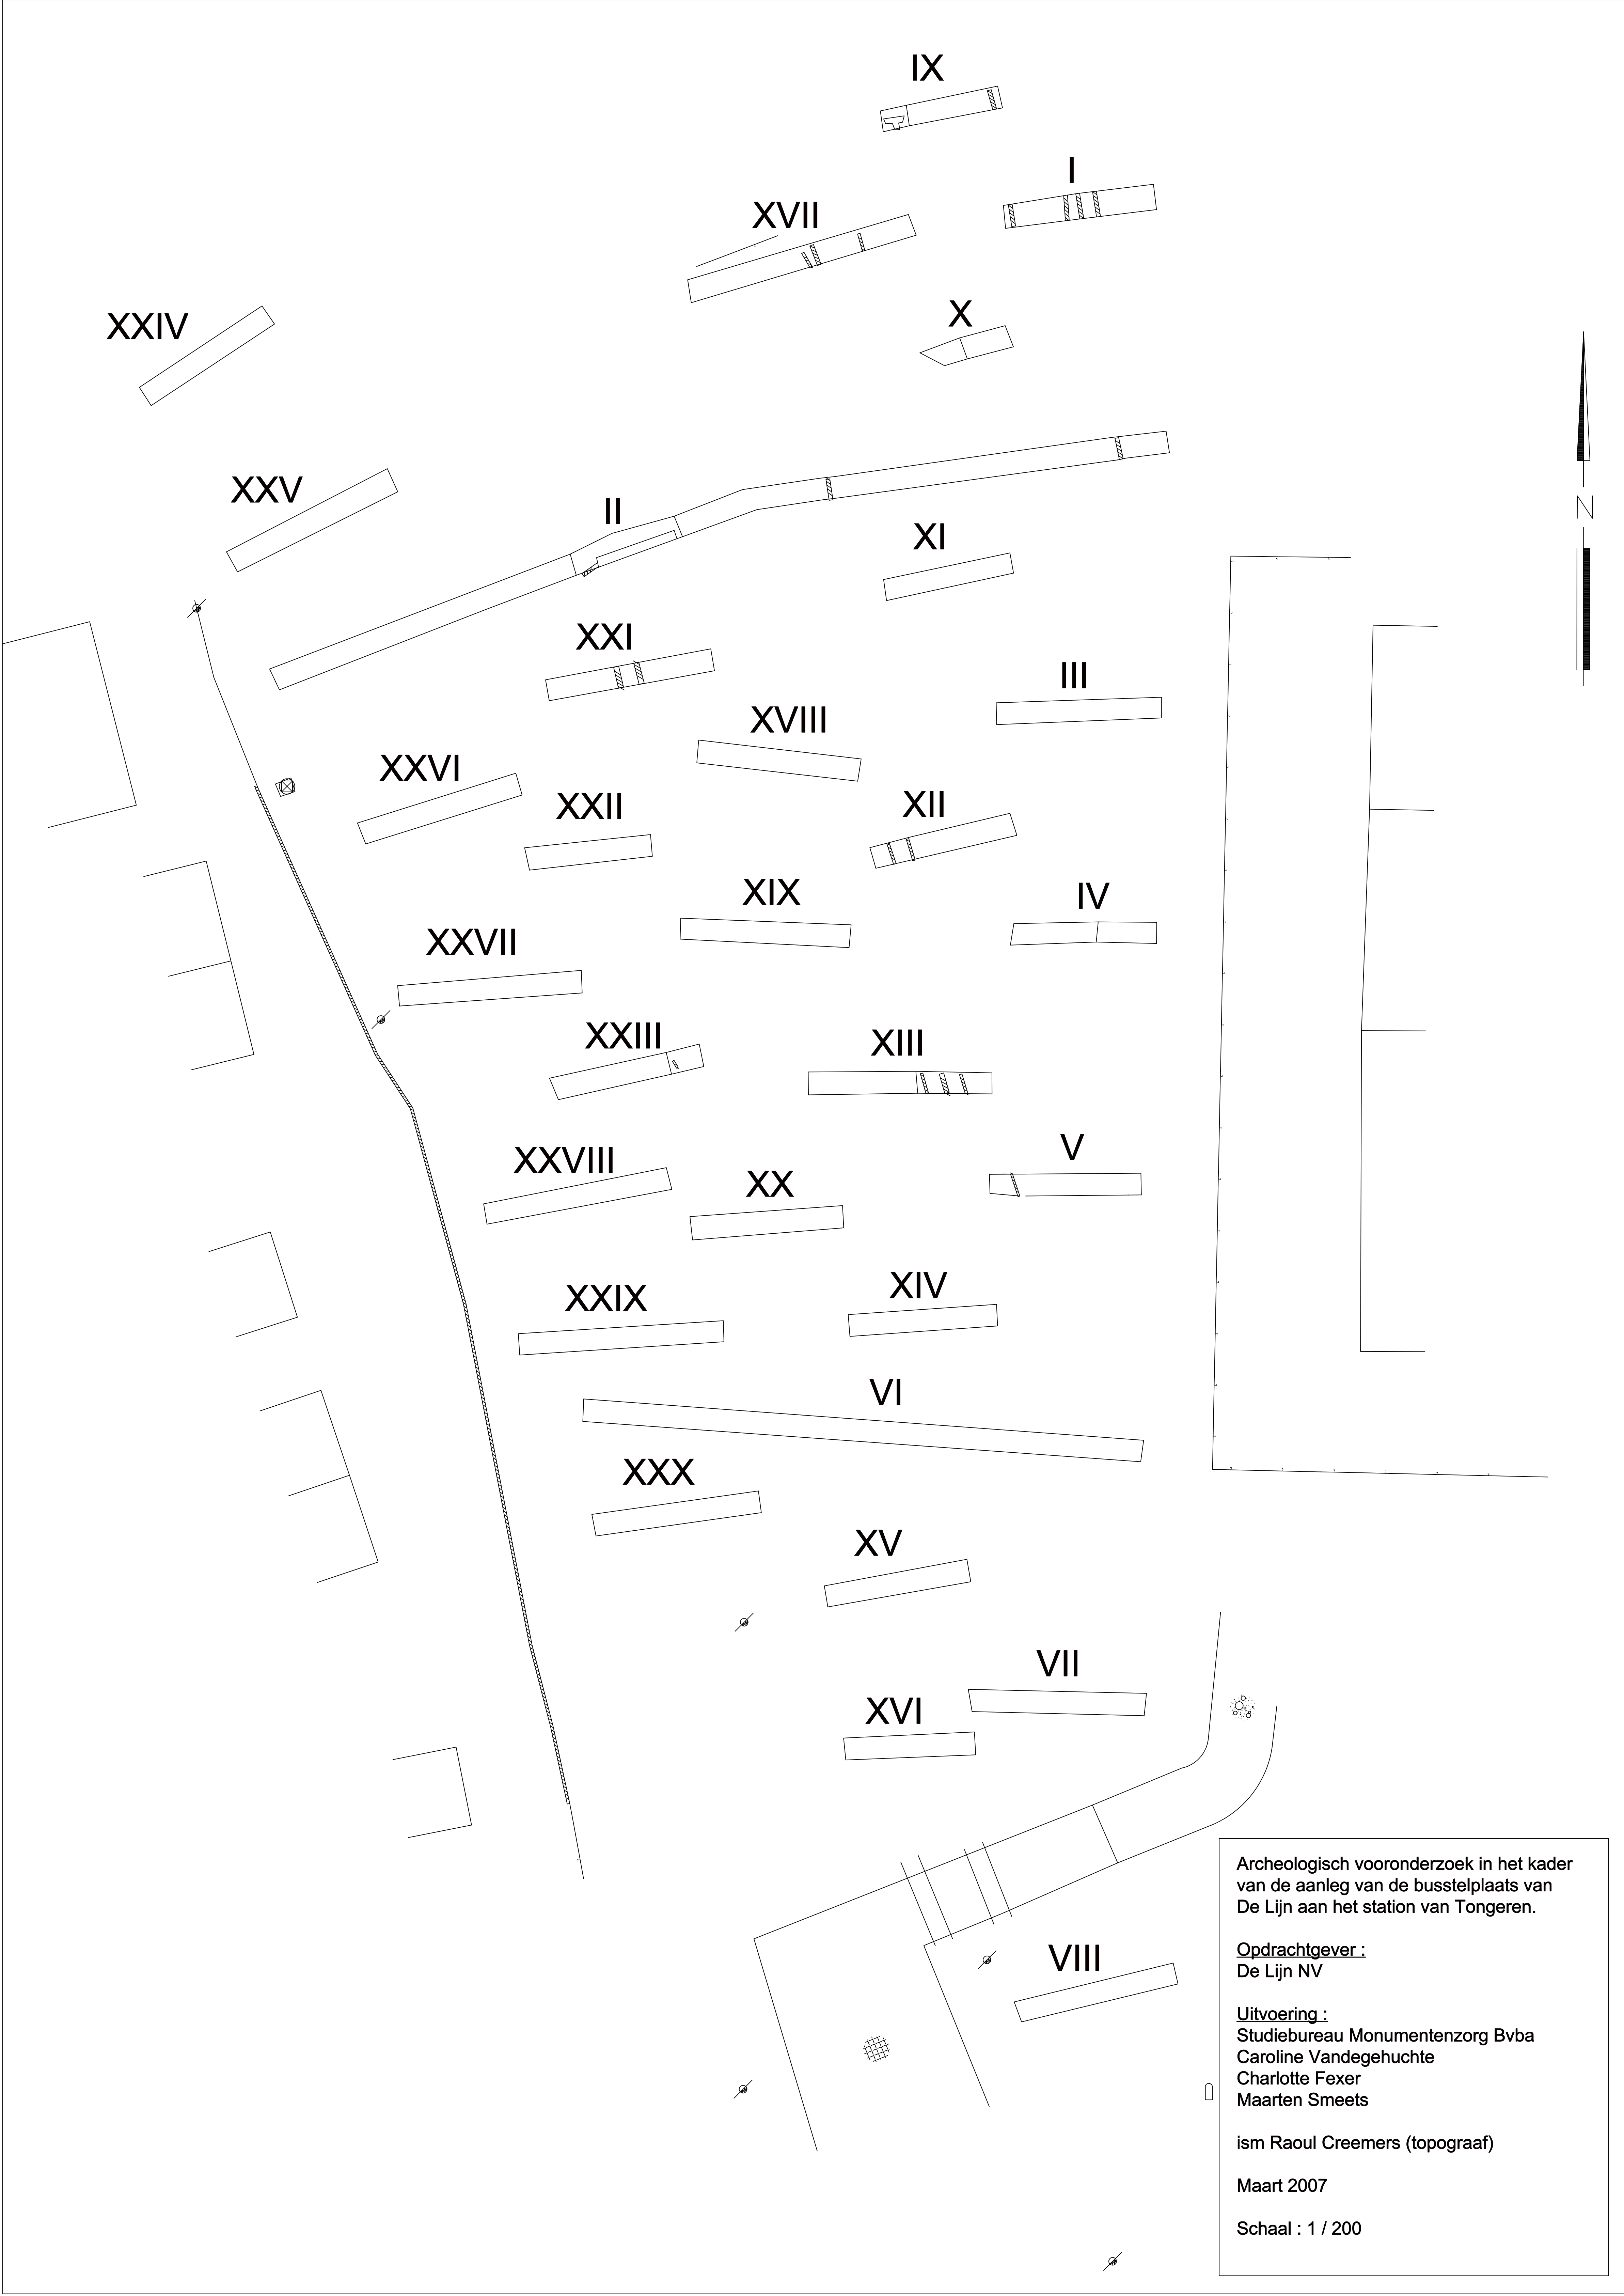 IX
I
XVII
X
XXIV
XXV
II
XI
N
XXI
III
XVIII
XXVI
XXII
XII
XIX
IV
XXVII
XXIII
XIII
V
XXVIII
XX
XIV
XXIX
VI
XXX
XV
VII
XVI
VIII
Archeologisch vooronderzoek in het kader
van de aanleg van de busstelplaats van
De Lijn aan het station van Tongeren.
Opdrachtgever :
De Lijn NV
Uitvoering :
Studiebureau Monumentenzorg Bvba
Caroline Vandegehuchte
Charlotte Fexer
Maarten Smeets
ism Raoul Creemers (topograaf)
Maart 2007
Schaal : 1 / 200